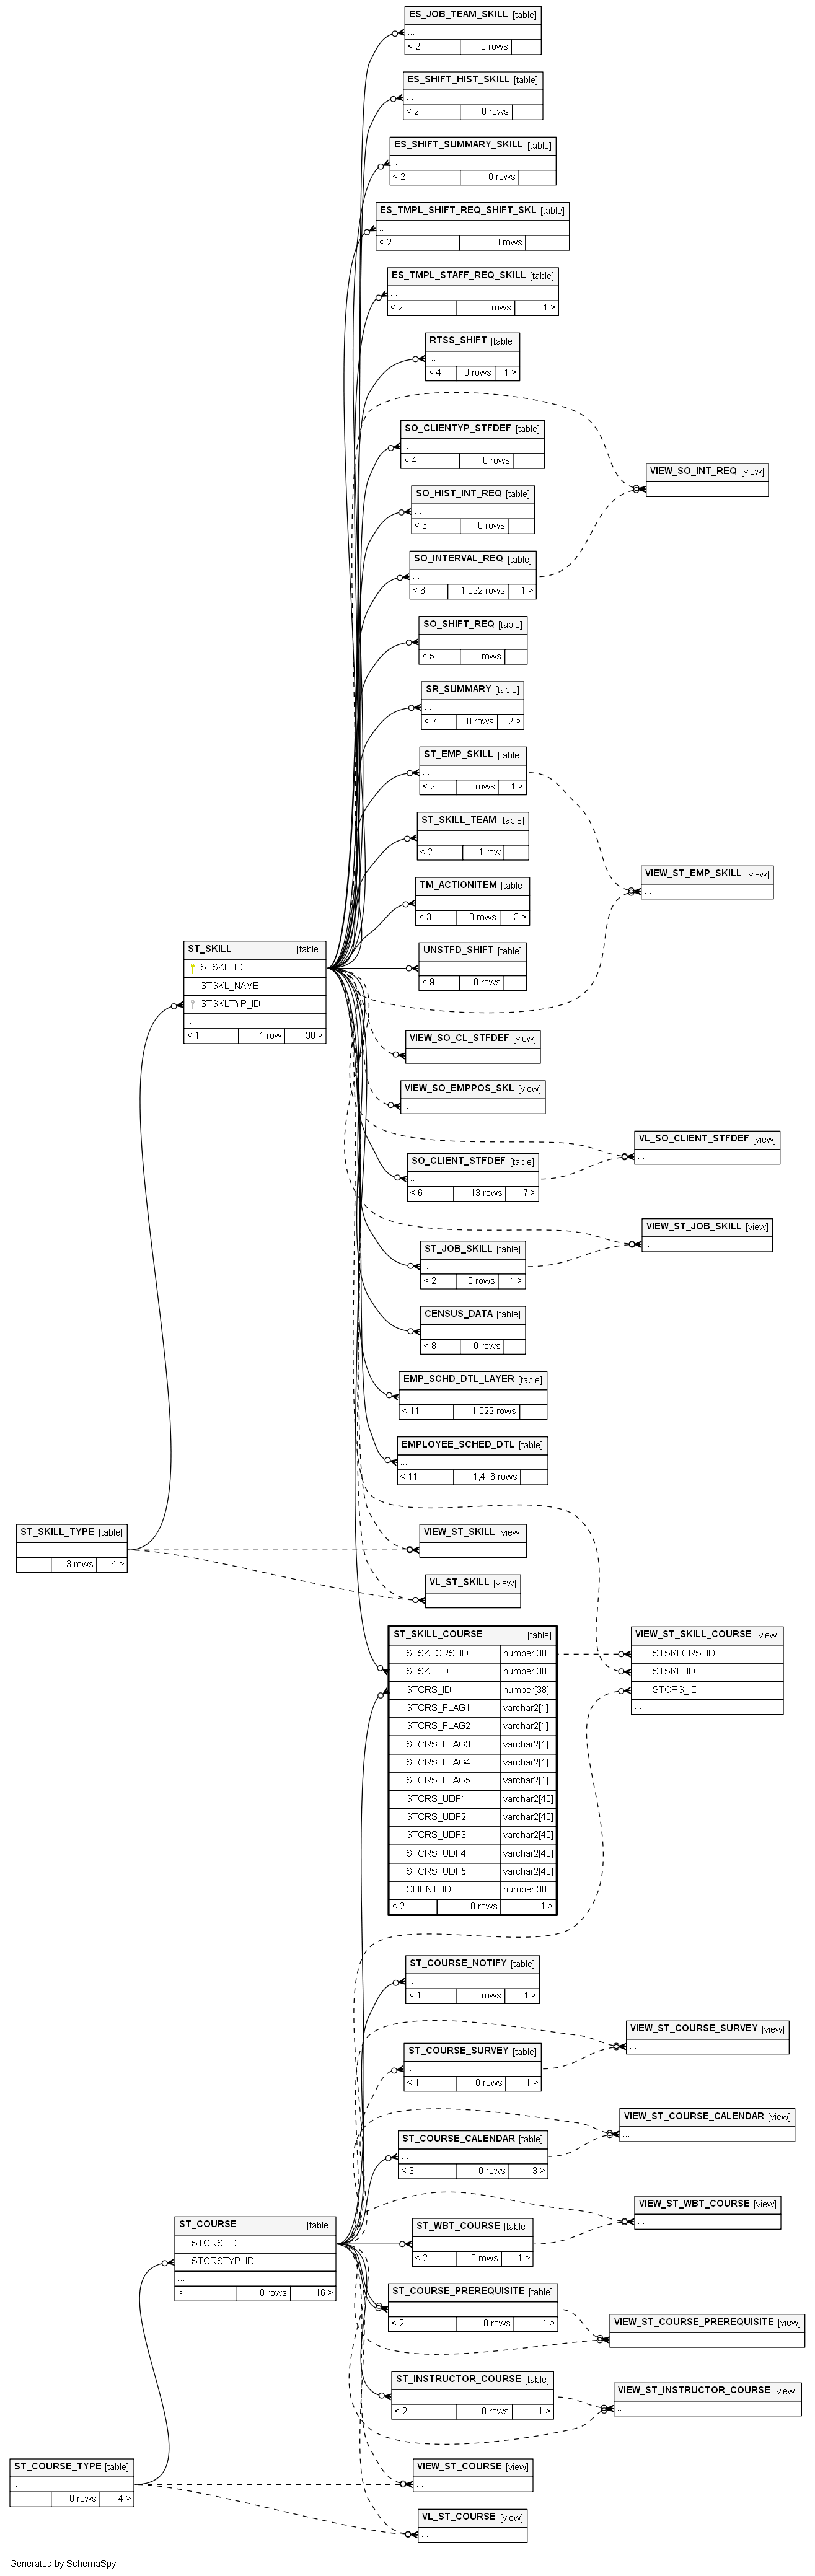 ES_JOB_TEAM_SKILL [table]
...
< 2 0 rows
ES_SHIFT_HIST_SKILL [table]
...
< 2 0 rows
ES_SHIFT_SUMMARY_SKILL [table]
...
< 2 0 rows
ES_TMPL_SHIFT_REQ_SHIFT_SKL [table]
...
< 2 0 rows
ES_TMPL_STAFF_REQ_SKILL [table]
...
< 2 0 rows 1 >
RTSS_SHIFT [table]
...
< 4 0 rows 1 >
SO_CLIENTYP_STFDEF [table]
...
< 4 0 rows
VIEW_SO_INT_REQ [view]
...
SO_HIST_INT_REQ [table]
...
< 6 0 rows
SO_INTERVAL_REQ [table]
...
< 6 1,092 rows 1 >
SO_SHIFT_REQ [table]
...
< 5 0 rows
SR_SUMMARY [table]
...
< 7 0 rows 2 >
ST_EMP_SKILL [table]
...
< 2 0 rows 1 >
ST_SKILL_TEAM [table]
...
< 2 1 row
VIEW_ST_EMP_SKILL [view]
...
TM_ACTIONITEM [table]
...
< 3 0 rows 3 >
UNSTFD_SHIFT [table]
...
< 9 0 rows
ST_SKILL [table]
STSKL_ID
STSKL_NAME
STSKLTYP_ID
...
< 1 1 row 30 >
VIEW_SO_CL_STFDEF [view]
...
VIEW_SO_EMPPOS_SKL [view]
...
VL_SO_CLIENT_STFDEF [view]
...
SO_CLIENT_STFDEF [table]
...
< 6 13 rows 7 >
VIEW_ST_JOB_SKILL [view]
...
ST_JOB_SKILL [table]
...
< 2 0 rows 1 >
CENSUS_DATA [table]
...
< 8 0 rows
EMP_SCHD_DTL_LAYER [table]
...
< 11 1,022 rows
EMPLOYEE_SCHED_DTL [table]
...
< 11 1,416 rows
ST_SKILL_TYPE [table]
...
3 rows 4 >
VIEW_ST_SKILL [view]
...
VL_ST_SKILL [view]
...
ST_SKILL_COURSE [table]
STSKLCRS_ID number[38]
STSKL_ID number[38]
STCRS_ID number[38]
STCRS_FLAG1 varchar2[1]
STCRS_FLAG2 varchar2[1]
STCRS_FLAG3 varchar2[1]
STCRS_FLAG4 varchar2[1]
STCRS_FLAG5 varchar2[1]
STCRS_UDF1 varchar2[40]
STCRS_UDF2 varchar2[40]
STCRS_UDF3 varchar2[40]
STCRS_UDF4 varchar2[40]
STCRS_UDF5 varchar2[40]
CLIENT_ID number[38]
< 2 0 rows 1 >
VIEW_ST_SKILL_COURSE [view]
STSKLCRS_ID
STSKL_ID
STCRS_ID
...
ST_COURSE_NOTIFY [table]
...
< 1 0 rows 1 >
VIEW_ST_COURSE_SURVEY [view]
...
ST_COURSE_SURVEY [table]
...
< 1 0 rows 1 >
VIEW_ST_COURSE_CALENDAR [view]
...
ST_COURSE_CALENDAR [table]
...
< 3 0 rows 3 >
VIEW_ST_WBT_COURSE [view]
...
ST_COURSE [table]
STCRS_ID
STCRSTYP_ID
...
< 1 0 rows 16 >
ST_WBT_COURSE [table]
...
< 2 0 rows 1 >
ST_COURSE_PREREQUISITE [table]
...
< 2 0 rows 1 >
VIEW_ST_COURSE_PREREQUISITE [view]
...
ST_INSTRUCTOR_COURSE [table]
...
< 2 0 rows 1 >
VIEW_ST_INSTRUCTOR_COURSE [view]
...
ST_COURSE_TYPE [table]
...
0 rows 4 >
VIEW_ST_COURSE [view]
...
VL_ST_COURSE [view]
...
Generated by SchemaSpy